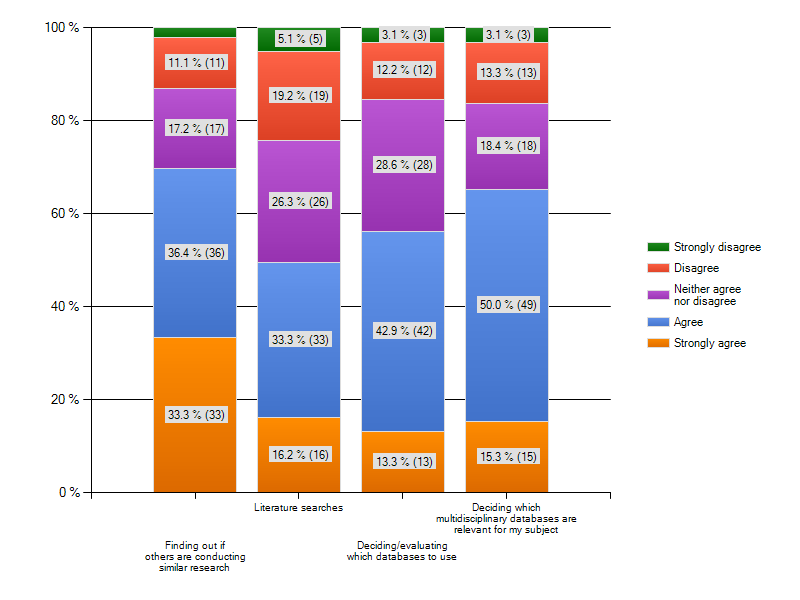 100 %
80 %
60 %
40 %
20 %
0 %
11.1 % (11)
17.2 % (17)
36.4 % (36)
33.3 % (33)
5.1 % (5)
19.2 % (19)
26.3 % (26)
33.3 % (33)
16.2 % (16)
3.1 % (3)
12.2 % (12)
28.6 % (28)
42.9 % (42)
13.3 % (13)
3.1 % (3)
13.3 % (13)
18.4 % (18)
50.0 % (49)
15.3 % (15)
Finding out if
others are conducting
similar research
Literature searches
Deciding/evaluating
which databases to use
Deciding which
multidisciplinary databases are
relevant for my subject
Strongly disagree
Disagree
Neither agree
nor disagree
Agree
Strongly agree